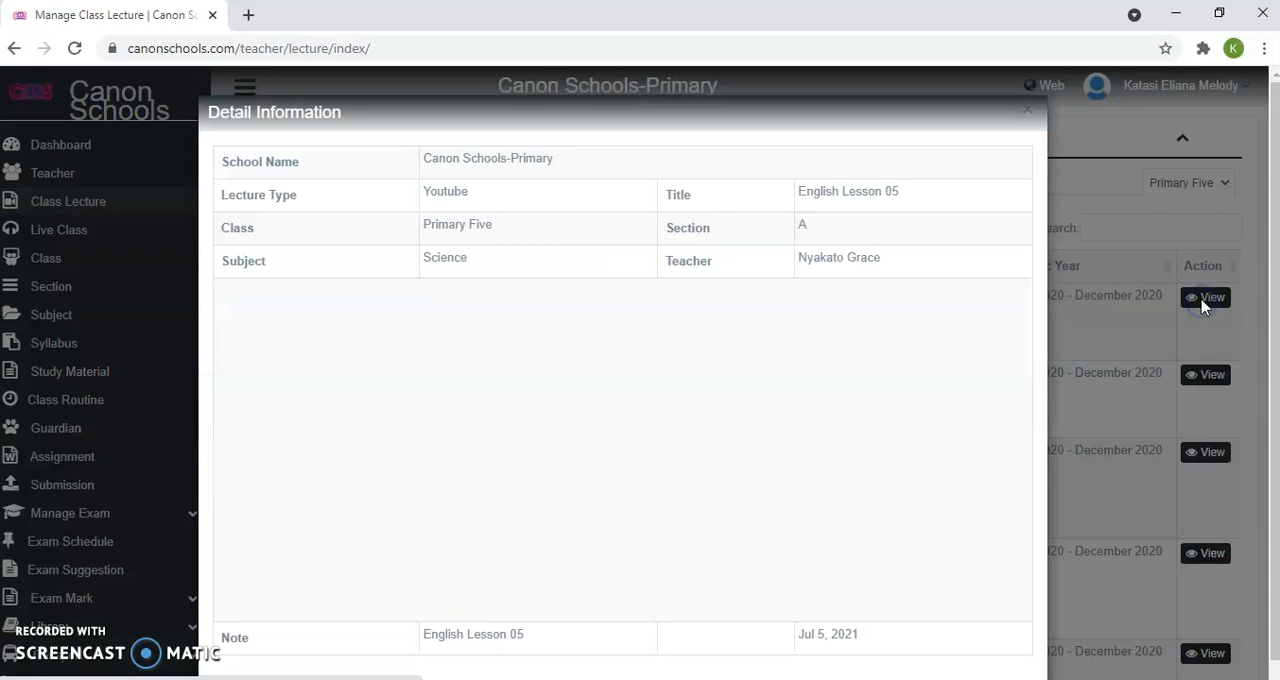 Manage Class Lecture | Canon Sc
canonschools.com/teacher/lecture/index/
K
Canon
Schools
Canon Schools-Primary
Web
Katasi Eliana Melody
Detail Information
×
Dashboard
Teacher
Class Lecture
Live Class
Class
Section
Subject
Syllabus
Study Material
Class Routine
Guardian
Assignment
Submission
Manage Exam
Exam Schedule
Exam Suggestion
Exam Mark
School Name Canon Schools-Primary
Lecture Type Youtube Title English Lesson 05
Class Primary Five Section A
Subject Science Teacher Nyakato Grace
Note English Lesson 05 Jul 5, 2021
Primary Five
earch:
Year Action
20 - December 2020 View
20 - December 2020 View
20 - December 2020 View
20 - December 2020 View
20 - December 2020 View
RECORDED WITH
SCREENCAST MATIC